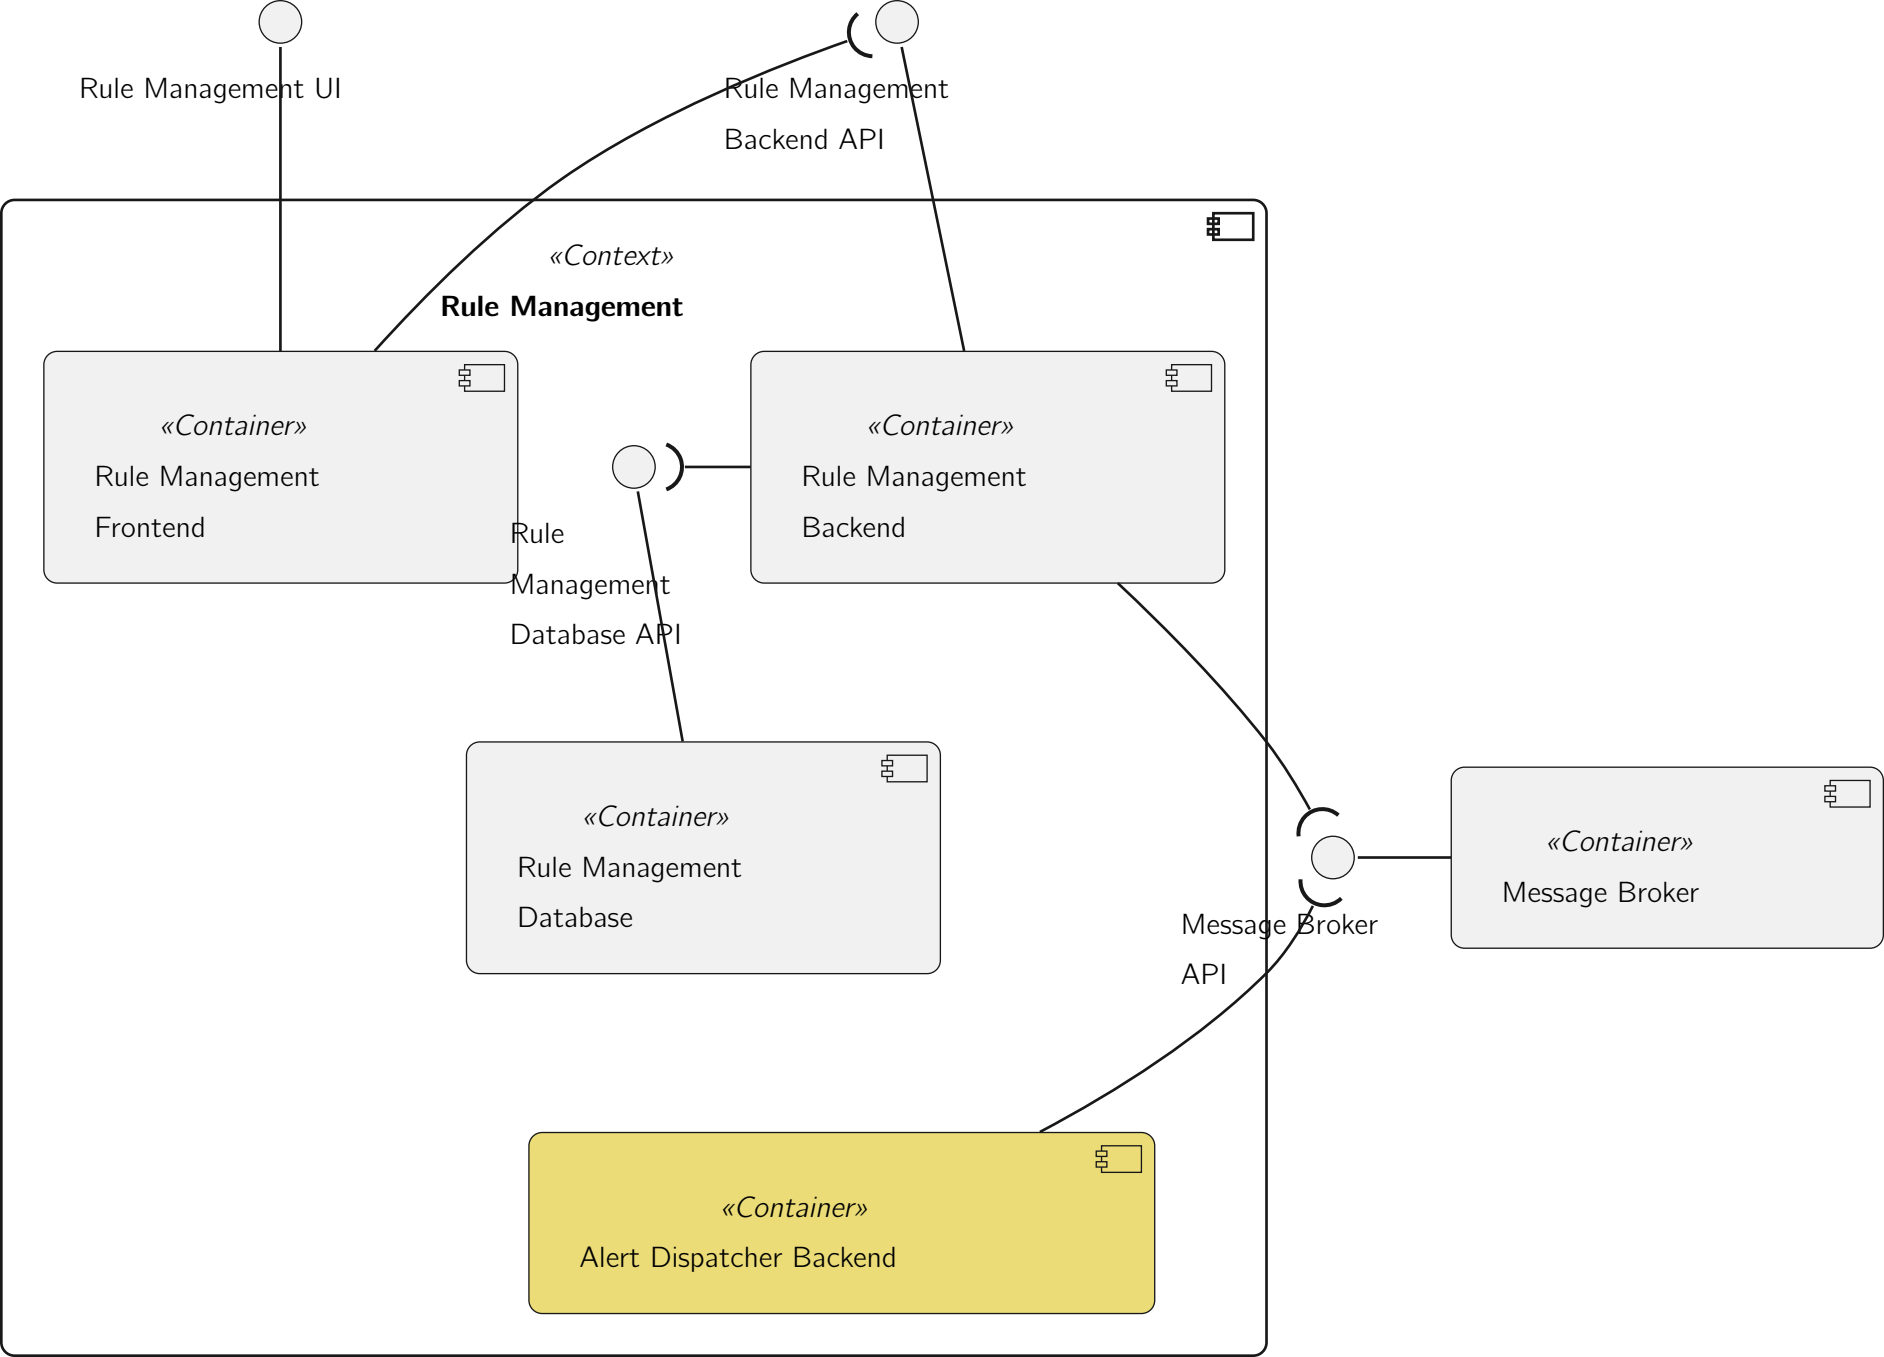 Rule Management UI
Rule Management
Backend API
«Context»
Rule Management
«Container»
Rule Management
Frontend
«Container»
Rule Management
Backend
Rule
Management
Database API
«Container»
Rule Management
Database
«Container»
Message Broker
Message Broker
API
«Container»
Alert Dispatcher Backend